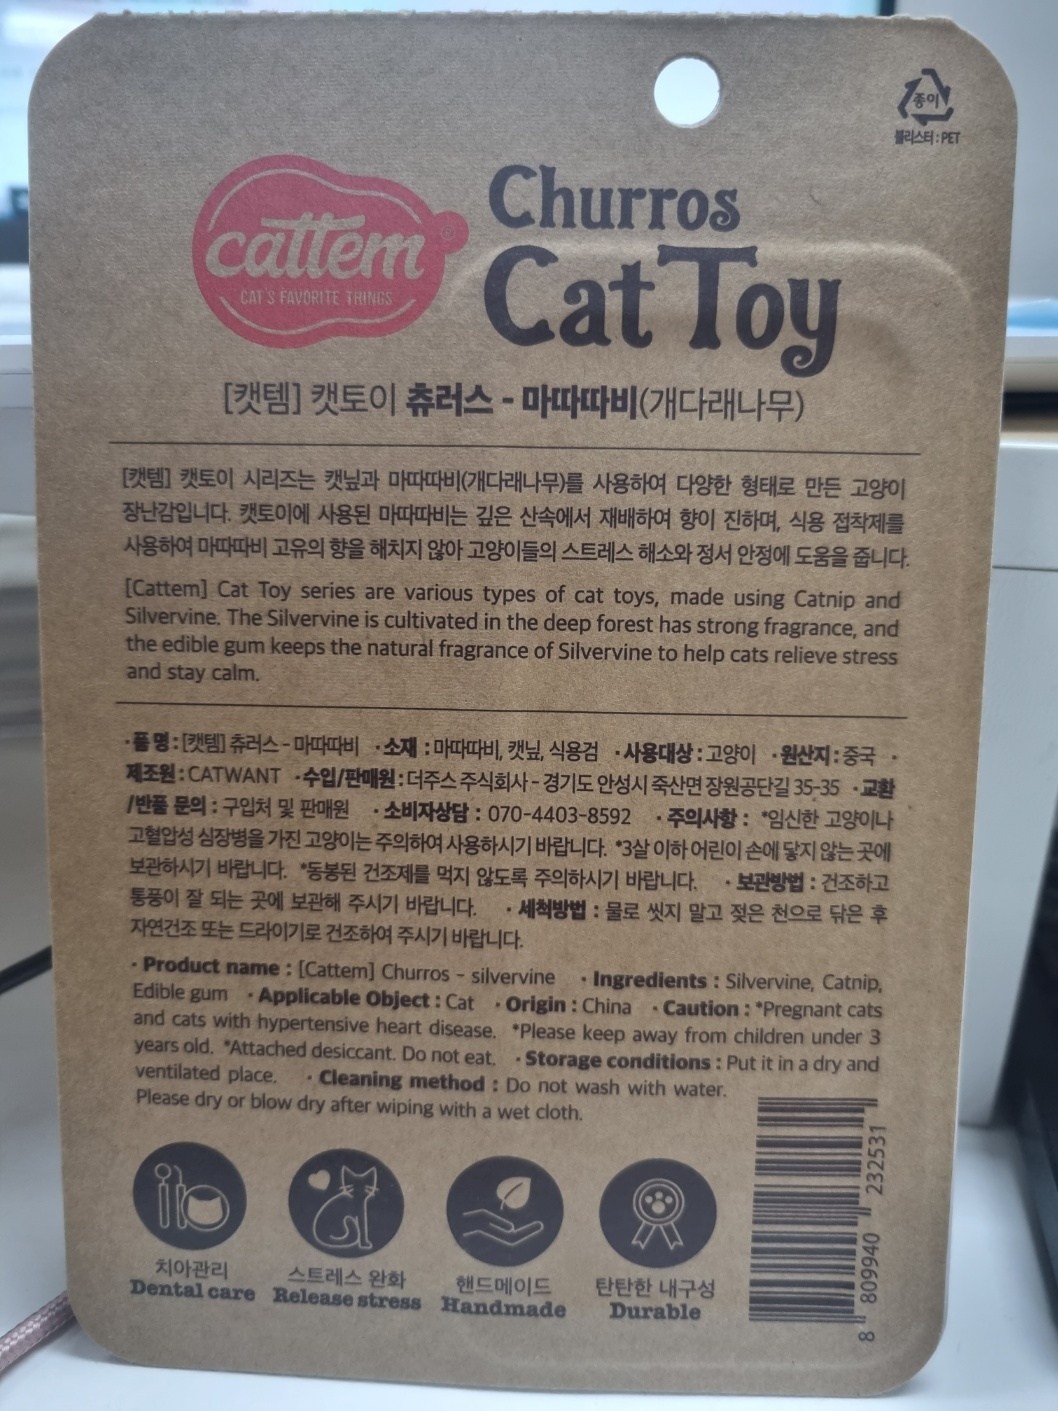 종이
블리스터 : PET
cattem®
CAT'S FAVORITE THINGS
Churros
Cat Toy
[캣템] 캣토이 츄러스 - 마따따비(개다래나무)
[캣템] 캣토이 시리즈는 캣닢과 마따따비(개다래나무)를 사용하여 다양한 형태로 만든 고양이
장난감입니다. 캣토이에 사용된 마따따비는 깊은 산속에서 재배하여 향이 진하며, 식용 접착제를
사용하여 마따따비 고유의 향을 해치지 않아 고양이들의 스트레스 해소와 정서 안정에 도움을 줍니다.
[Cattem] Cat Toy series are various types of cat toys, made using Catnip and
Silvervine. The Silvervine is cultivated in the deep forest has strong fragrance, and
the edible gum keeps the natural fragrance of Silvervine to help cats relieve stress
and stay calm.
· 품 명 : [캣템] 츄러스 - 마따따비 · 소재 : 마따따비, 캣닢, 식용검 · 사용대상 : 고양이 · 원산지 : 중국 ·
제조원 : CATWANT · 수입/판매원 : 더주스 주식회사 - 경기도 안성시 죽산면 장원공단길 35-35 · 교환
/반품 문의 : 구입처 및 판매원 · 소비자상담 : 070-4403-8592 · 주의사항 : *임신한 고양이나
고혈압성 심장병을 가진 고양이는 주의하여 사용하시기 바랍니다. *3살 이하 어린이 손에 닿지 않는 곳에
보관하시기 바랍니다. *동봉된 건조제를 먹지 않도록 주의하시기 바랍니다. · 보관방법 : 건조하고
통풍이 잘 되는 곳에 보관해 주시기 바랍니다. · 세척방법 : 물로 씻지 말고 젖은 천으로 닦은 후
자연건조 또는 드라이기로 건조하여 주시기 바랍니다.
· Product name : [Cattem] Churros - silvervine · Ingredients : Silvervine, Catnip,
Edible gum · Applicable Object : Cat · Origin : China · Caution : *Pregnant cats
and cats with hypertensive heart disease. *Please keep away from children under 3
years old. *Attached desiccant. Do not eat. · Storage conditions : Put it in a dry and
ventilated place. · Cleaning method : Do not wash with water.
Please dry or blow dry after wiping with a wet cloth.
치아관리
Dental care
스트레스 완화
Release stress
핸드메이드
Handmade
탄탄한 내구성
Durable
8 809940 232531